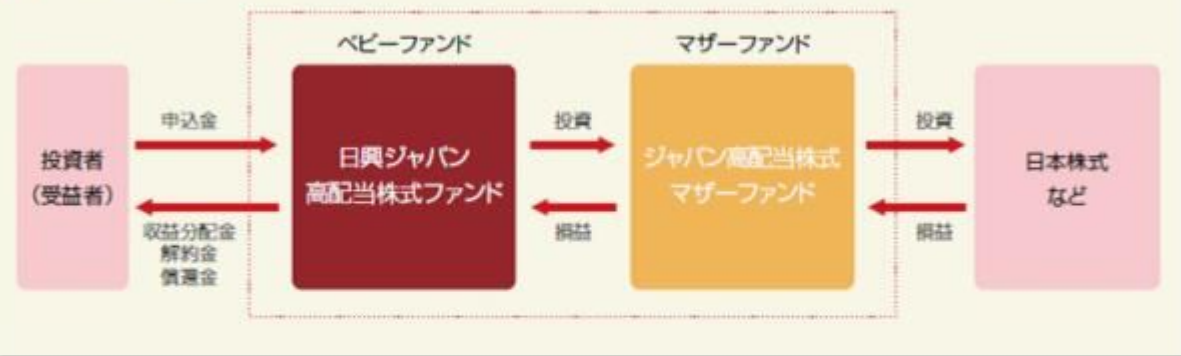 ベビーファンド
マザーファンド
投資者
(受益者)
申込金
収益分配金
解約金
償還金
日興ジャパン
高配当株式ファンド
投資
損益
ジャパン高配当株式
マザーファンド
投資
損益
日本株式
など